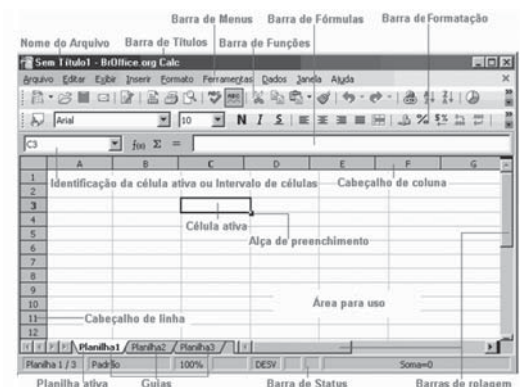 Barra de Menus Barra de Fórmulas Barra de Formatação
Nome do Arquivo Barra de Títulos Barra de Funções
Sem Título1 - BrOffice.org Calc
Arquivo Editar Exibir Inserir Formato Ferramentas Dados Janela Ajuda
Arial 10 N I S
C3 f(x) Σ =
A B C D E F G
1
Identificação da célula ativa ou Intervalo de células Cabeçalho de coluna
2
3
4
Célula ativa
5
Alça de preenchimento
6
7
8
9
10 Área para uso
11 Cabeçalho de linha
12
Planilha1 Planilha2 Planilha3
Planilha 1 / 3 Padrão 100% DESV Soma=0
Planilha ativa Guias Barra de Status Barras de rolagem